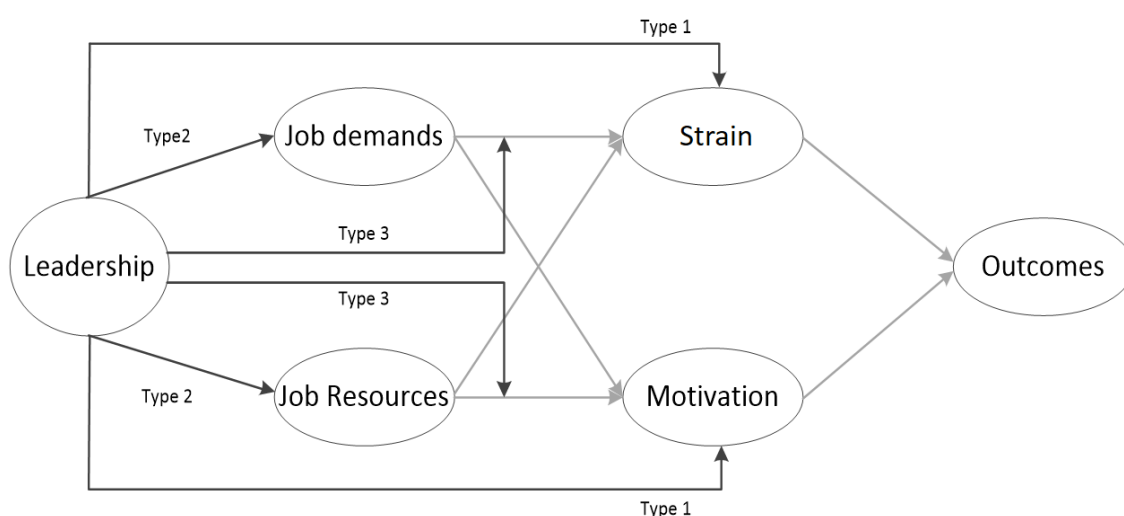 Type 1
Job demands
Strain
Type2
Type 3
Leadership
Outcomes
Type 3
Job Resources
Motivation
Type 2
Type 1